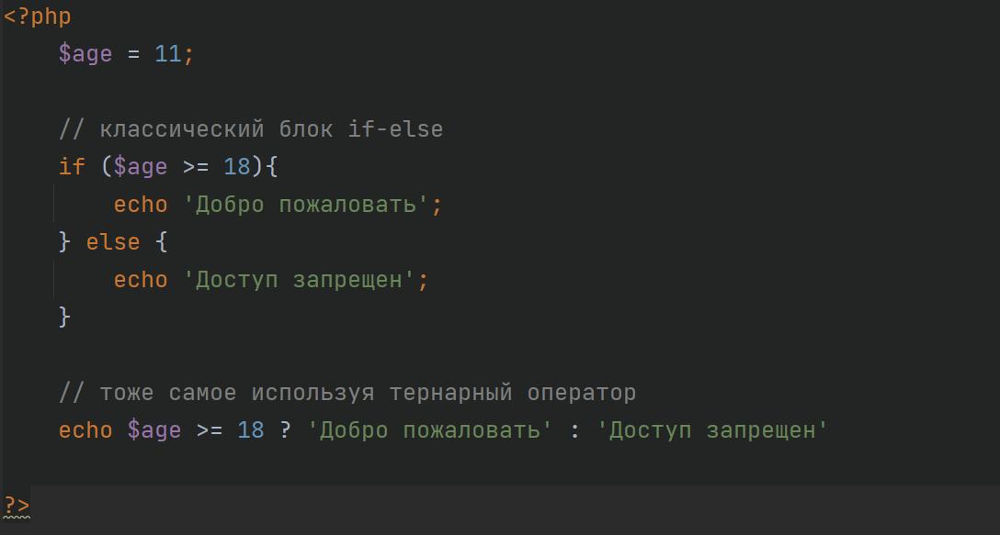 <?php
$age = 11;
// классический блок if-else
if ($age >= 18){
echo 'Добро пожаловать';
} else {
echo 'Доступ запрещен';
}
// тоже самое используя тернарный оператор
echo $age >= 18 ? 'Добро пожаловать' : 'Доступ запрещен'
?>